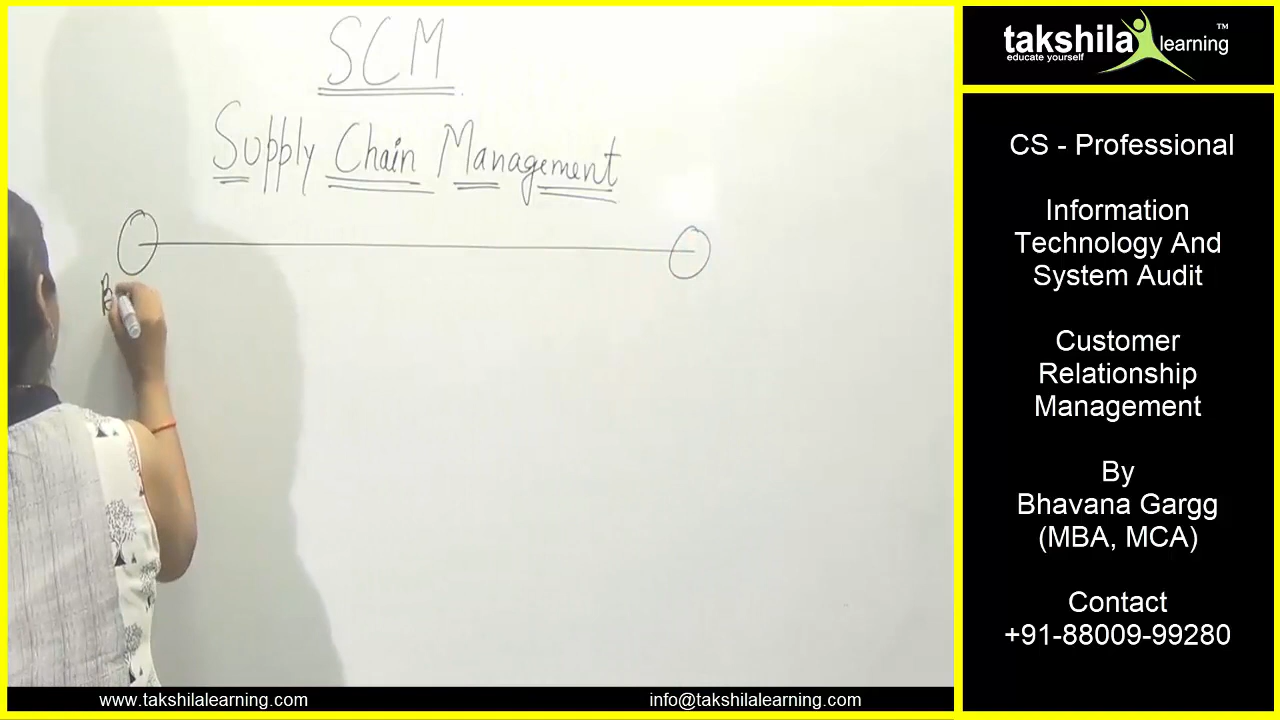 SCM
Supply Chain Management
B
takshila learning ™
educate yourself
CS - Professional
Information
Technology And
System Audit
Customer
Relationship
Management
By
Bhavana Gargg
(MBA, MCA)
Contact
+91-88009-99280
www.takshilalearning.com
info@takshilalearning.com